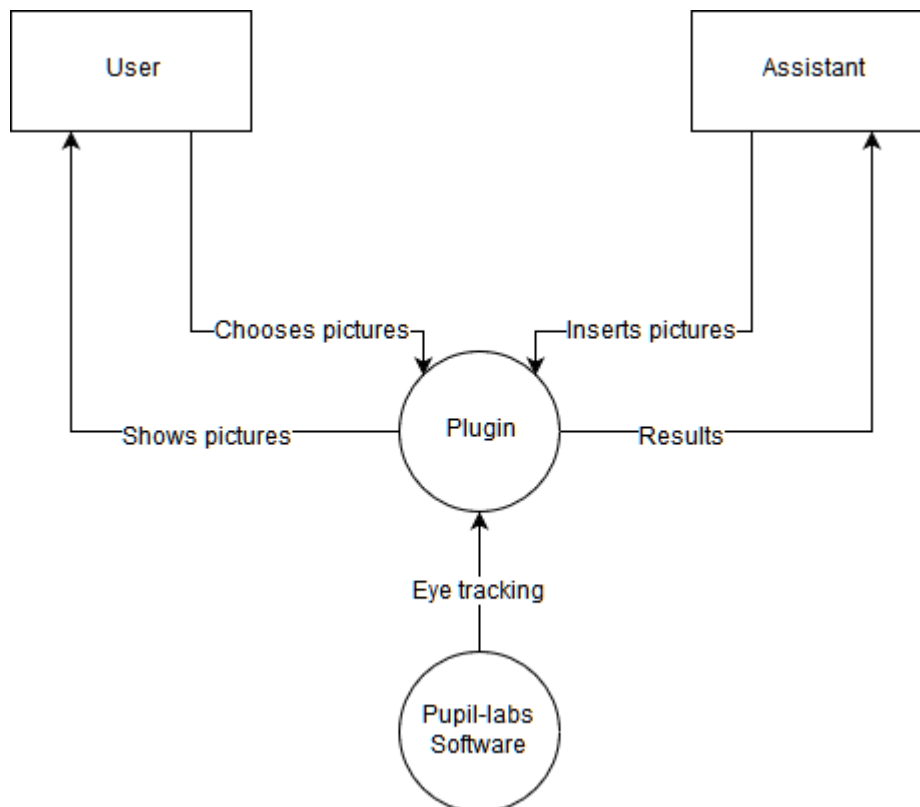 User
Assistant
Chooses pictures
Inserts pictures
Plugin
Shows pictures
Results
Eye tracking
Pupil-labs
Software